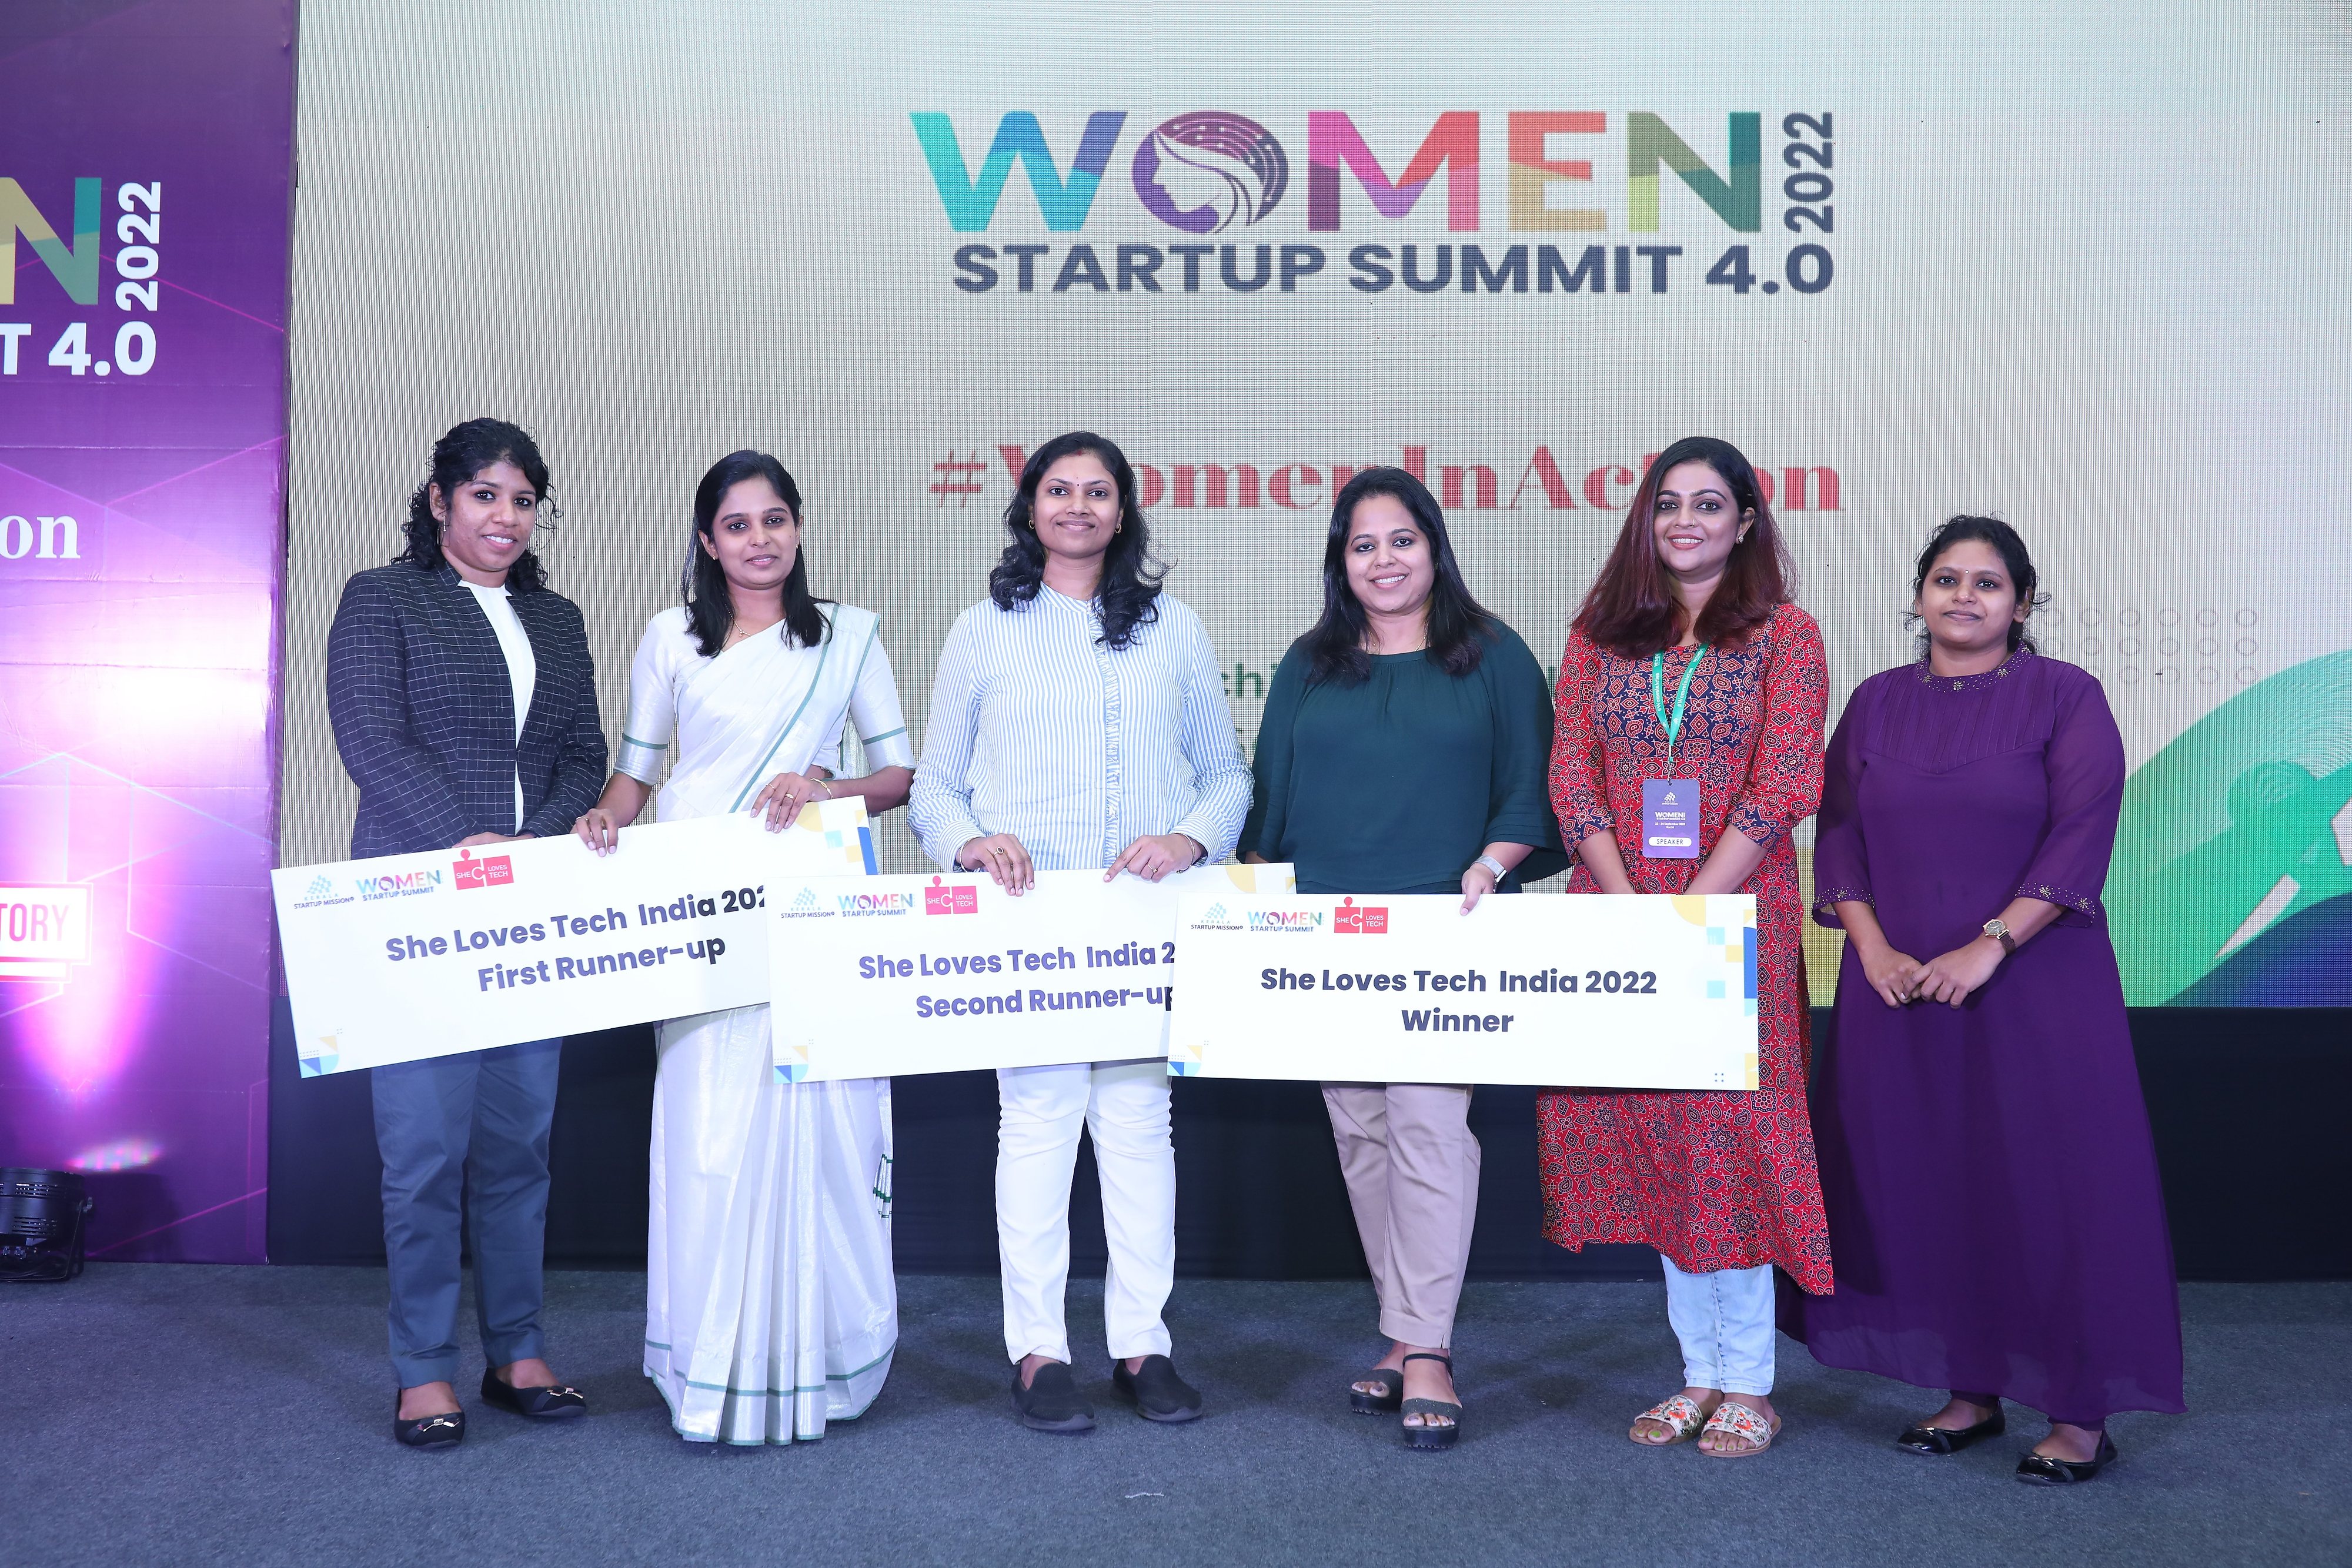 WOMEN 2022
STARTUP SUMMIT 4.0
N 2022
T 4.0
on
TORY
KERALA
STARTUP MISSION
WOMEN
STARTUP SUMMIT
SHE LOVES TECH
She Loves Tech India 202
First Runner-up
KERALA
STARTUP MISSION
WOMEN
STARTUP SUMMIT
SHE LOVES TECH
She Loves Tech India 2
Second Runner-up
KERALA
STARTUP MISSION
WOMEN
STARTUP SUMMIT
SHE LOVES TECH
She Loves Tech India 2022
Winner
WOMEN
SPEAKER